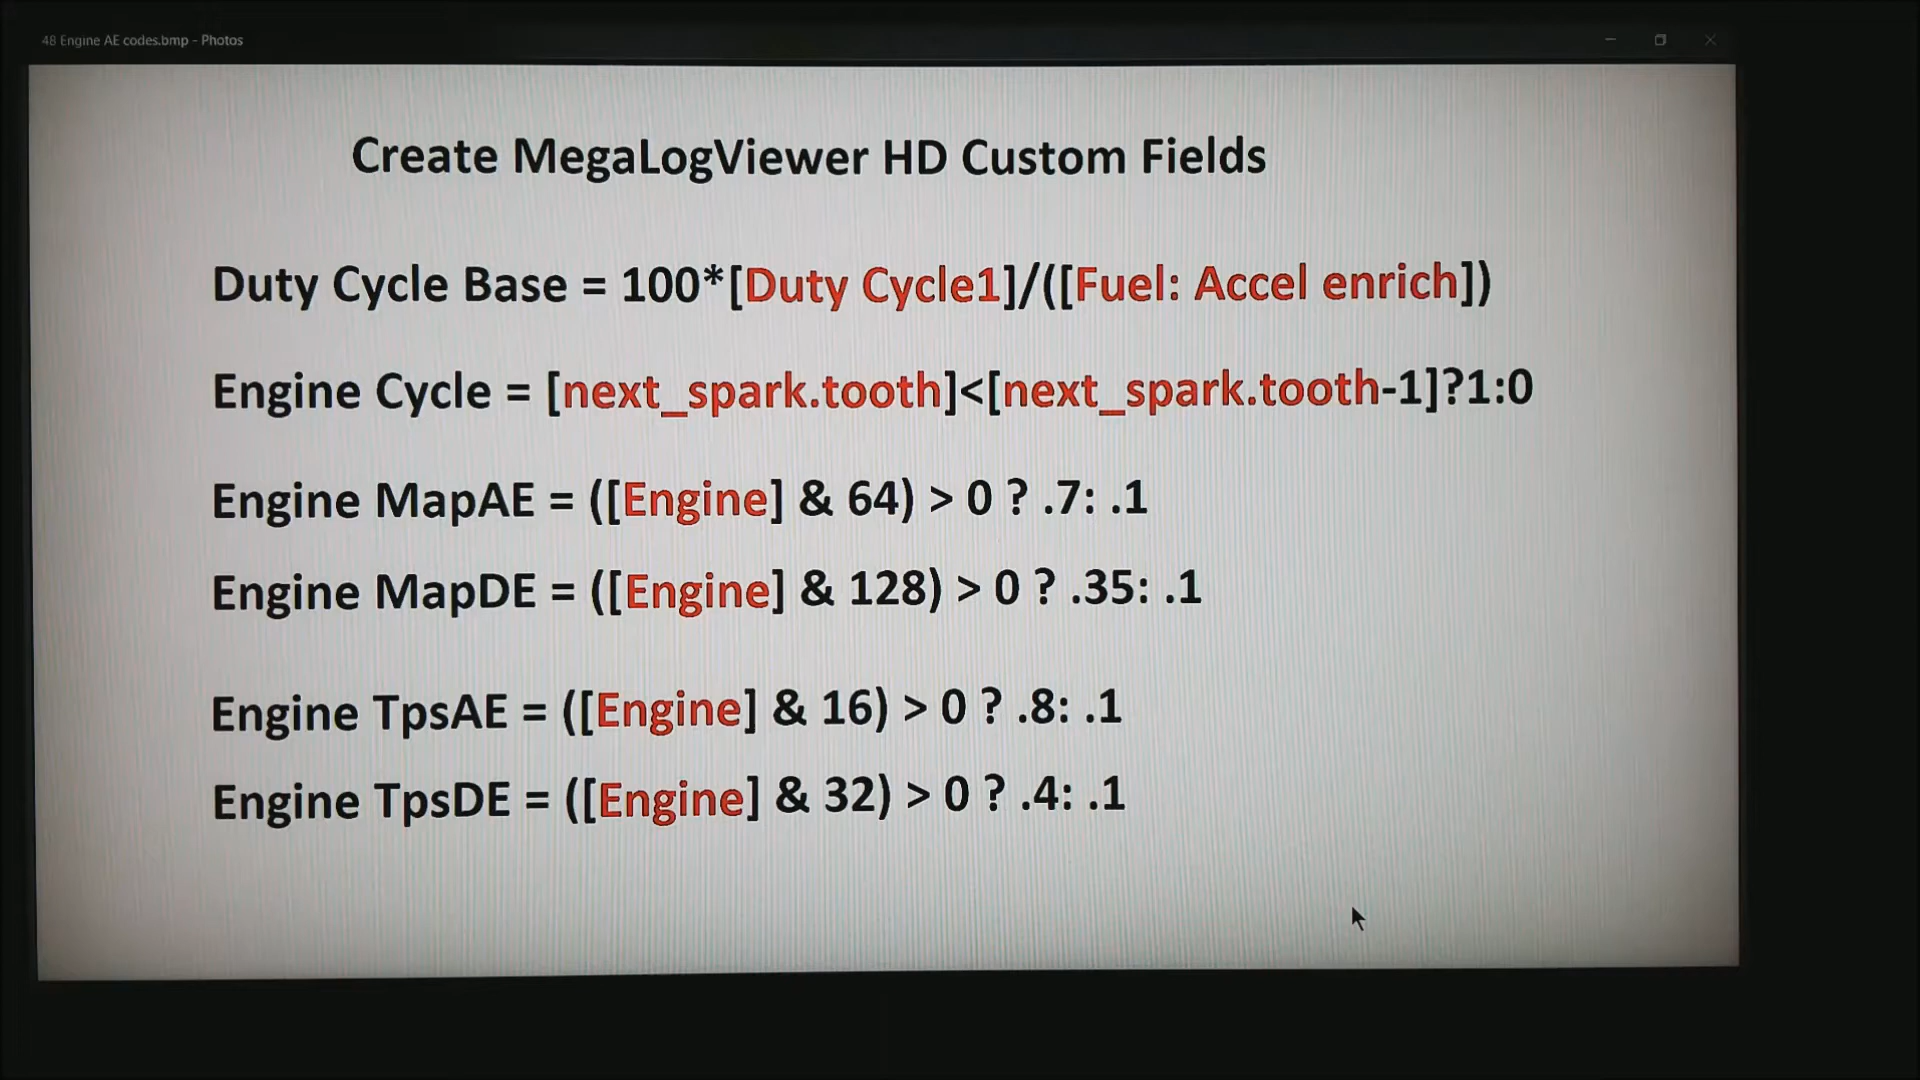 48 Engine AE codes.bmp - Photos
Create MegaLogViewer HD Custom Fields
Duty Cycle Base = 100*[Duty Cycle1]/([Fuel: Accel enrich])
Engine Cycle = [next_spark.tooth]<[next_spark.tooth-1]?1:0
Engine MapAE = ([Engine] & 64) > 0 ? .7: .1
Engine MapDE = ([Engine] & 128) > 0 ? .35: .1
Engine TpsAE = ([Engine] & 16) > 0 ? .8: .1
Engine TpsDE = ([Engine] & 32) > 0 ? .4: .1